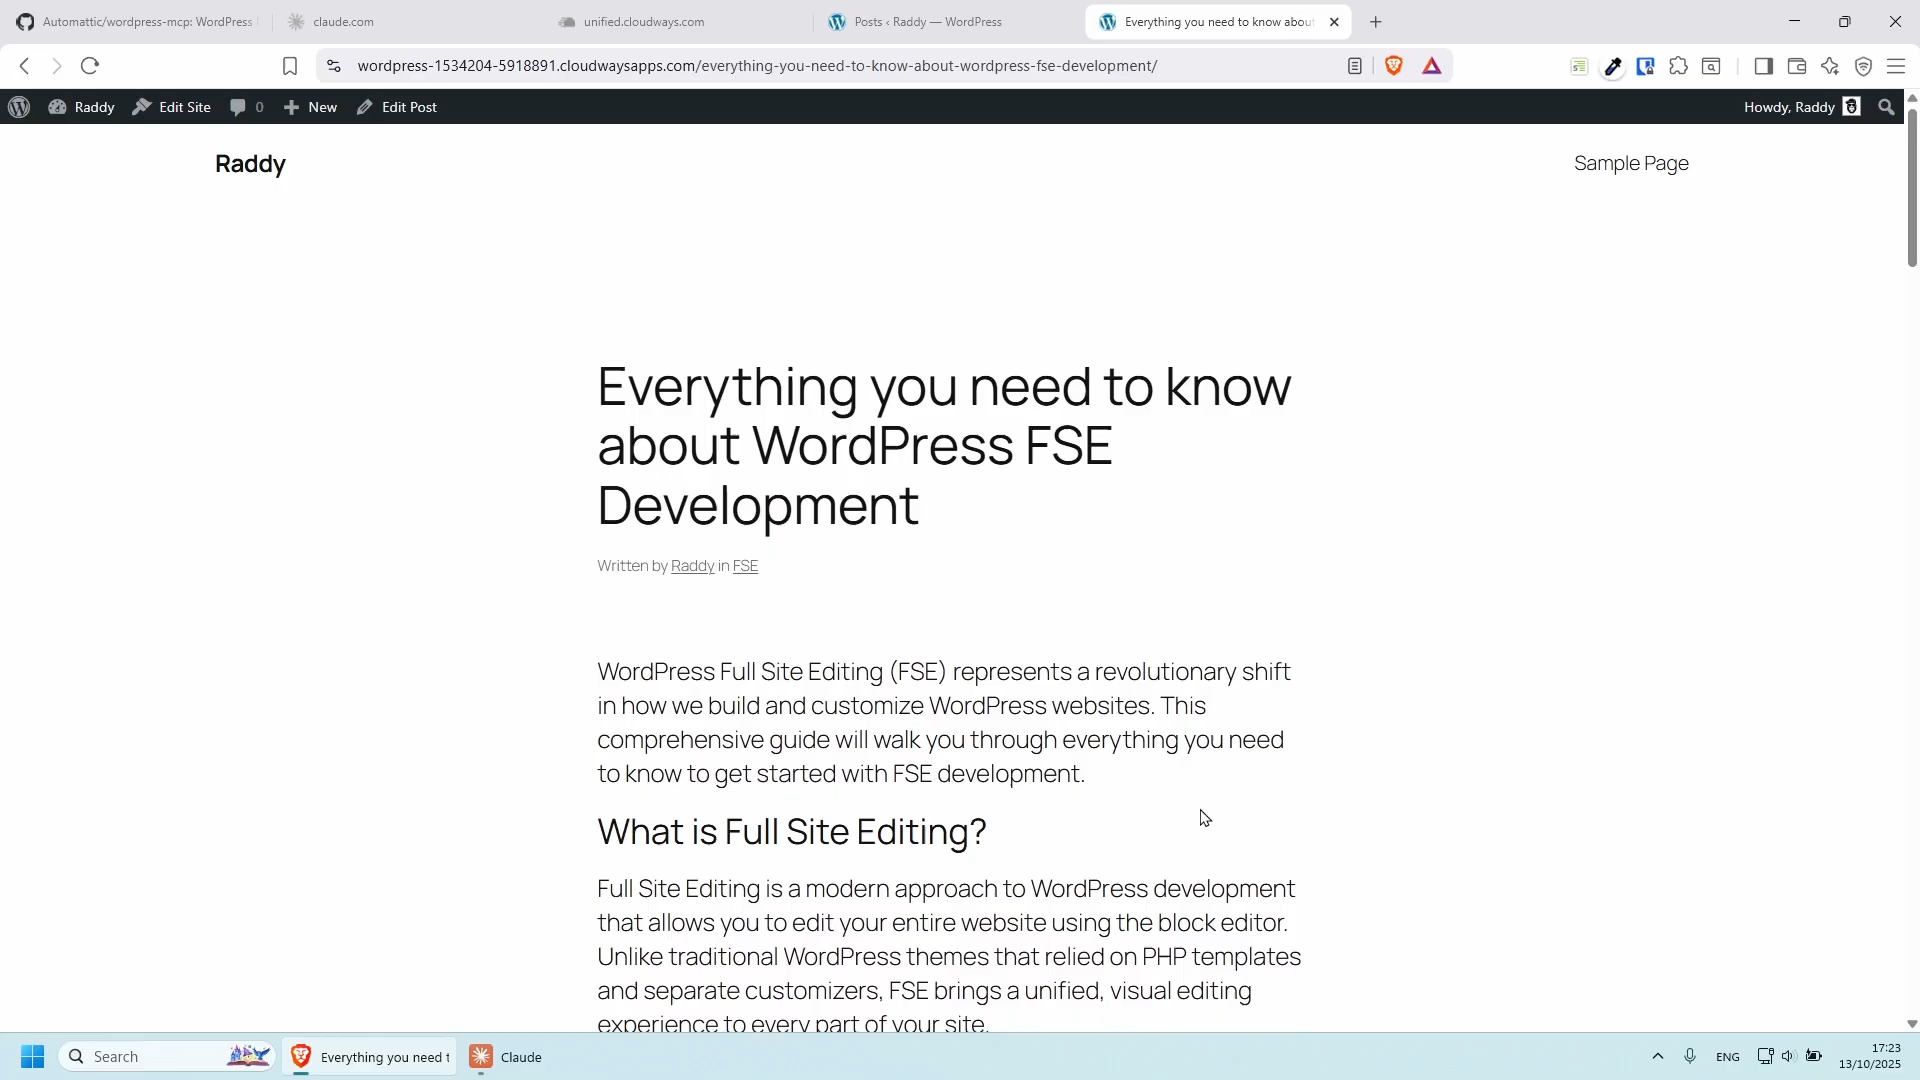 Automattic/wordpress-mcp: WordPress
claude.com
unified.cloudways.com
Posts ‹ Raddy — WordPress
Everything you need to know abou
wordpress-1534204-5918891.cloudwaysapps.com/everything-you-need-to-know-about-wordpress-fse-development/
Raddy
Edit Site
0
New
Edit Post
Howdy, Raddy
Raddy
Sample Page
Everything you need to know
about WordPress FSE
Development
Written by Raddy in FSE
WordPress Full Site Editing (FSE) represents a revolutionary shift
in how we build and customize WordPress websites. This
comprehensive guide will walk you through everything you need
to know to get started with FSE development.
What is Full Site Editing?
Full Site Editing is a modern approach to WordPress development
that allows you to edit your entire website using the block editor.
Unlike traditional WordPress themes that relied on PHP templates
and separate customizers, FSE brings a unified, visual editing
experience to every part of your site.
Search
Everything you need t
Claude
ENG
17:23
13/10/2025